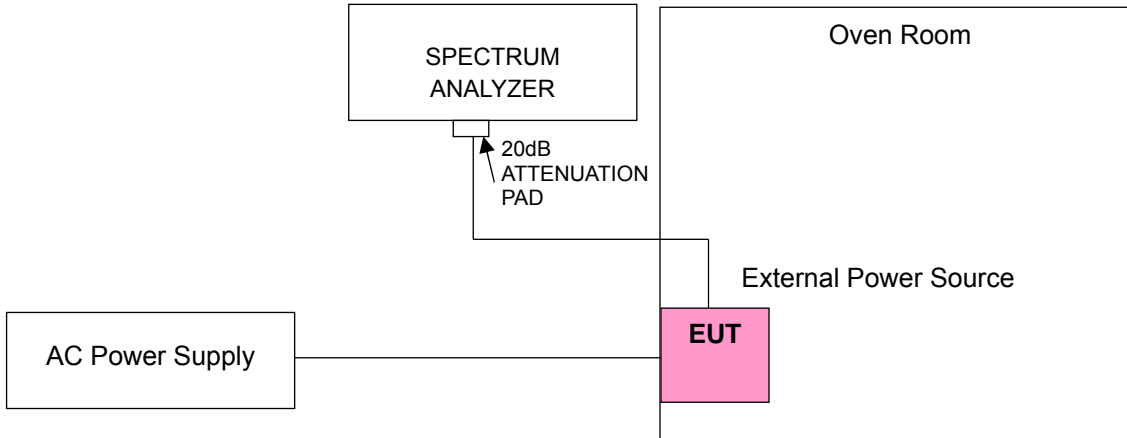 Oven Room
SPECTRUM
ANALYZER
20dB
ATTENUATION
PAD
External Power Source
EUT
AC Power Supply